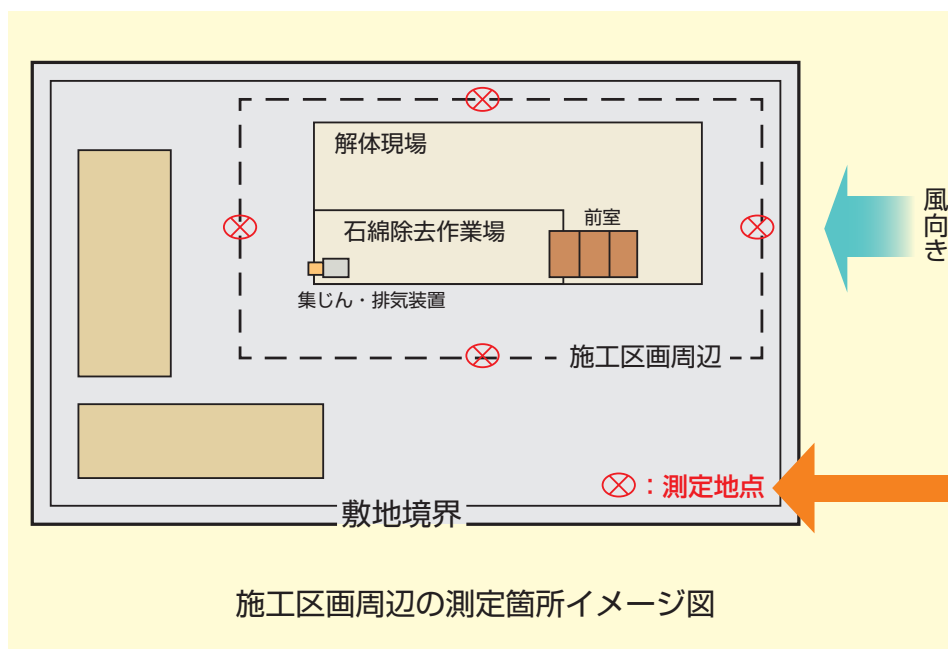 解体現場
石綿除去作業場
前室
集じん・排気装置
風向き
施工区画周辺
⊗：測定地点
敷地境界
施工区画周辺の測定箇所イメージ図